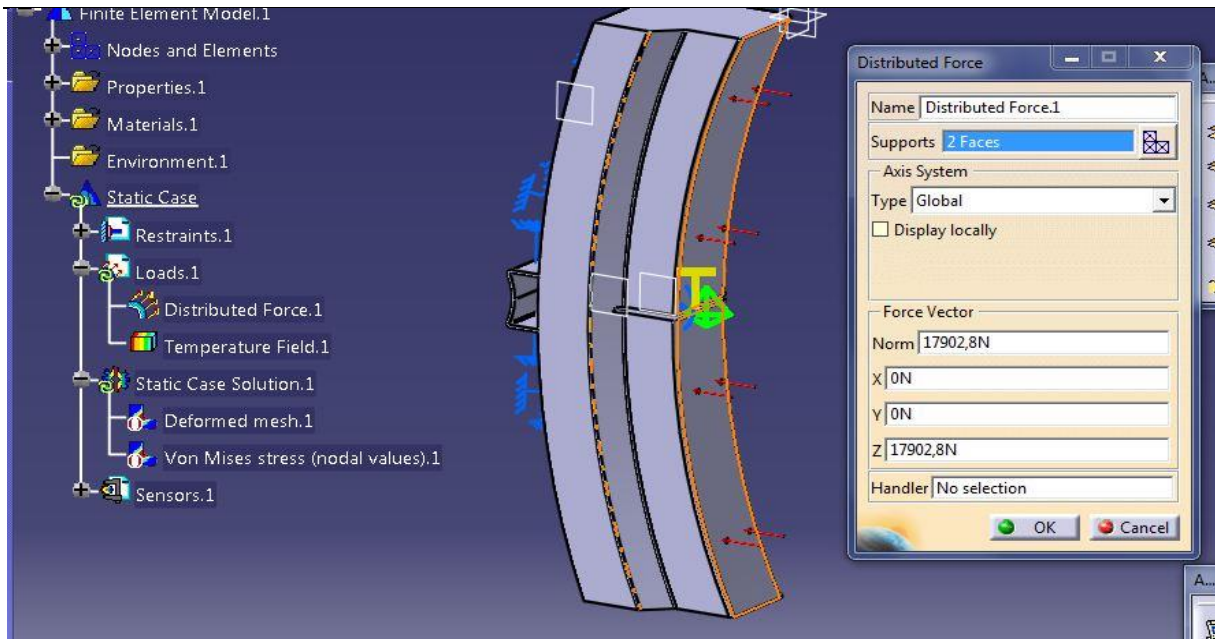 Finite Element Model.1
Nodes and Elements
Properties.1
Materials.1
Environment.1
Static Case
Restraints.1
Loads.1
Distributed Force.1
Temperature Field.1
Static Case Solution.1
Deformed mesh.1
Von Mises stress (nodal values).1
Sensors.1
T
Distributed Force
Name Distributed Force.1
Supports 2 Faces
Axis System
Type Global
Display locally
Force Vector
Norm 17902,8N
X 0N
Y 0N
Z 17902,8N
Handler No selection
OK Cancel
A...
A...